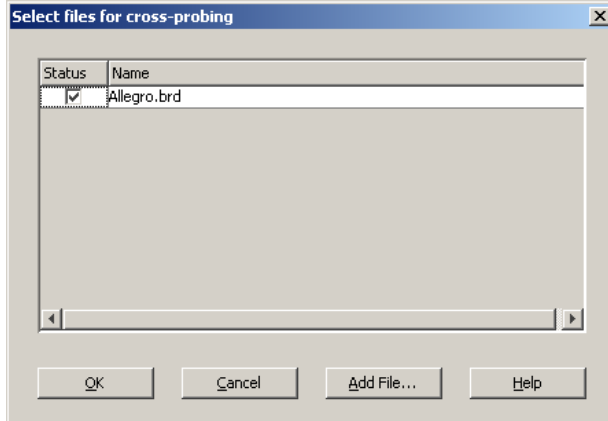 Select files for cross-probing
Status Name
Allegro.brd
OK Cancel Add File... Help